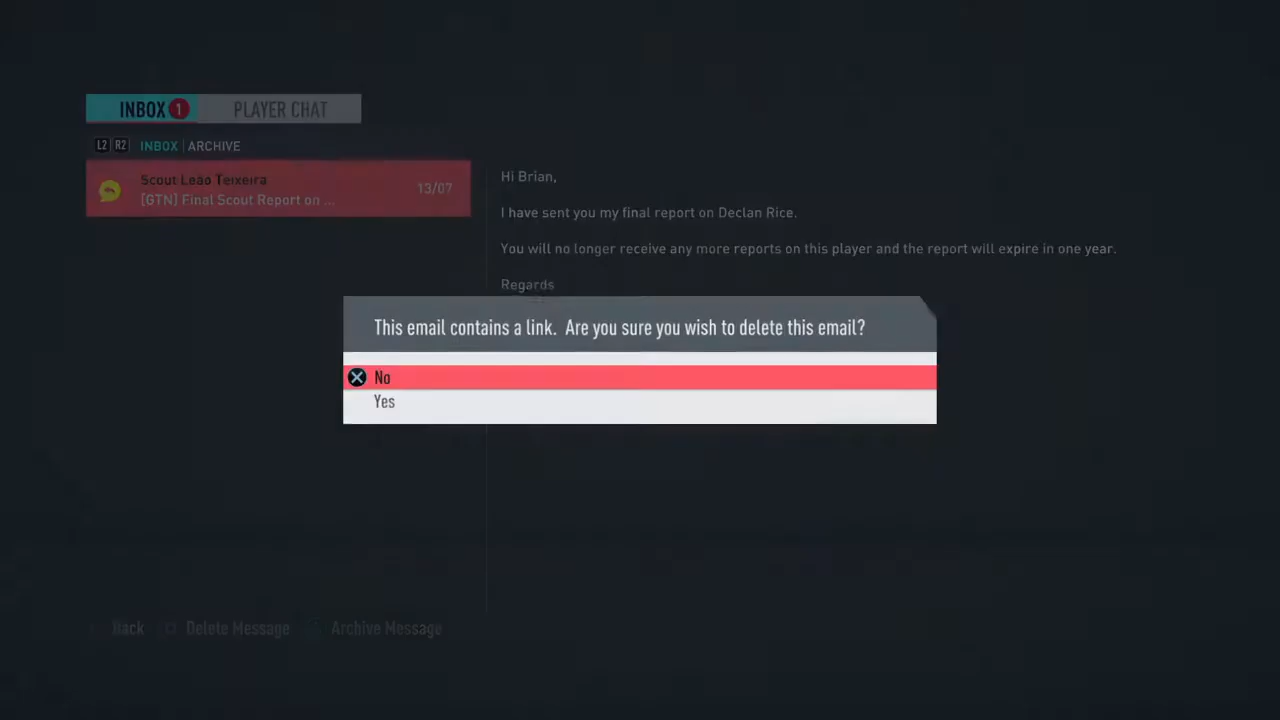 INBOX 1 PLAYER CHAT
L2 R2 INBOX | ARCHIVE
Scout Leão Teixeira
[GTN] Final Scout Report on ...
13/07
Hi Brian,
I have sent you my final report on Declan Rice.
You will no longer receive any more reports on this player and the report will expire in one year.
Regards
This email contains a link. Are you sure you wish to delete this email?
No
Yes
Back Delete Message Archive Message